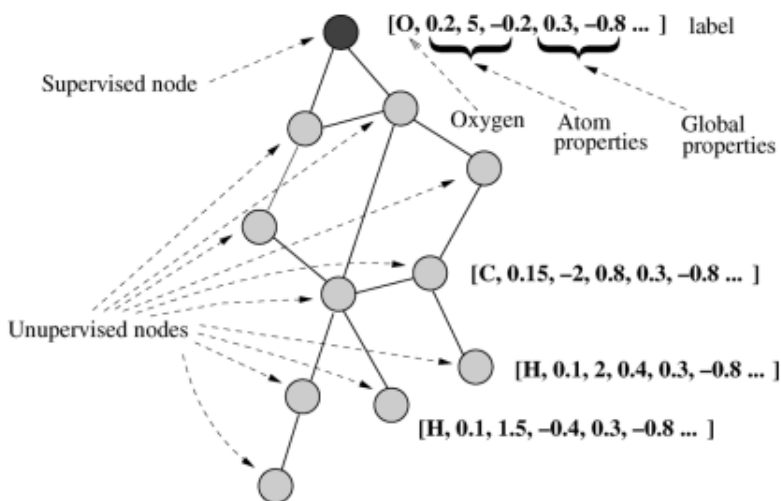 [O, 0.2, 5, –0.2, 0.3, –0.8 ... ] label
Supervised node
Oxygen
Atom
properties
Global
properties
[C, 0.15, –2, 0.8, 0.3, –0.8 ... ]
Unupervised nodes
[H, 0.1, 2, 0.4, 0.3, –0.8 ... ]
[H, 0.1, 1.5, –0.4, 0.3, –0.8 ... ]